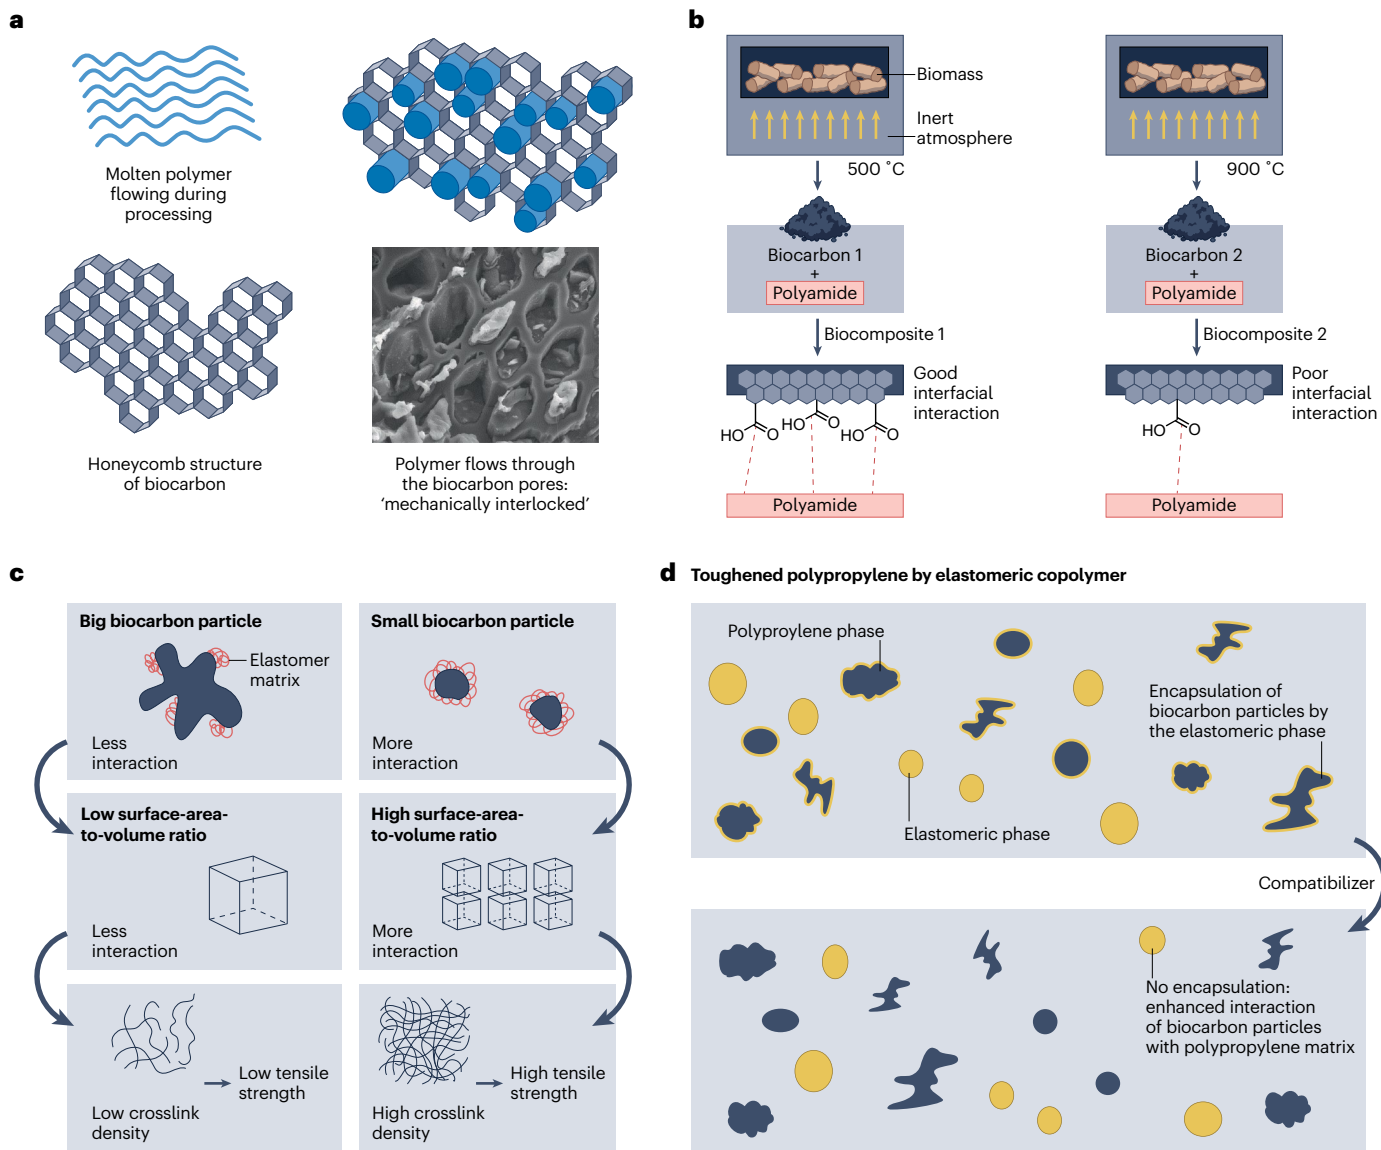 a
Molten polymer
flowing during
processing
Honeycomb structure
of biocarbon
Polymer flows through
the biocarbon pores:
‘mechanically interlocked’
b
Biomass
Inert
atmosphere
500 ˚C
Biocarbon 1
+
Polyamide
Biocomposite 1
Good
interfacial
interaction
HO
O
HO
O
HO
O
Polyamide
900 ˚C
Biocarbon 2
+
Polyamide
Biocomposite 2
Poor
interfacial
interaction
HO
O
Polyamide
c
Big biocarbon particle
Elastomer
matrix
Less
interaction
Small biocarbon particle
More
interaction
Low surface-area-
to-volume ratio
Less
interaction
High surface-area-
to-volume ratio
More
interaction
Low tensile
strength
Low crosslink
density
High tensile
strength
High crosslink
density
d Toughened polypropylene by elastomeric copolymer
Polyproylene phase
Encapsulation of
biocarbon particles by
the elastomeric phase
Elastomeric phase
Compatibilizer
No encapsulation:
enhanced interaction
of biocarbon particles
with polypropylene matrix